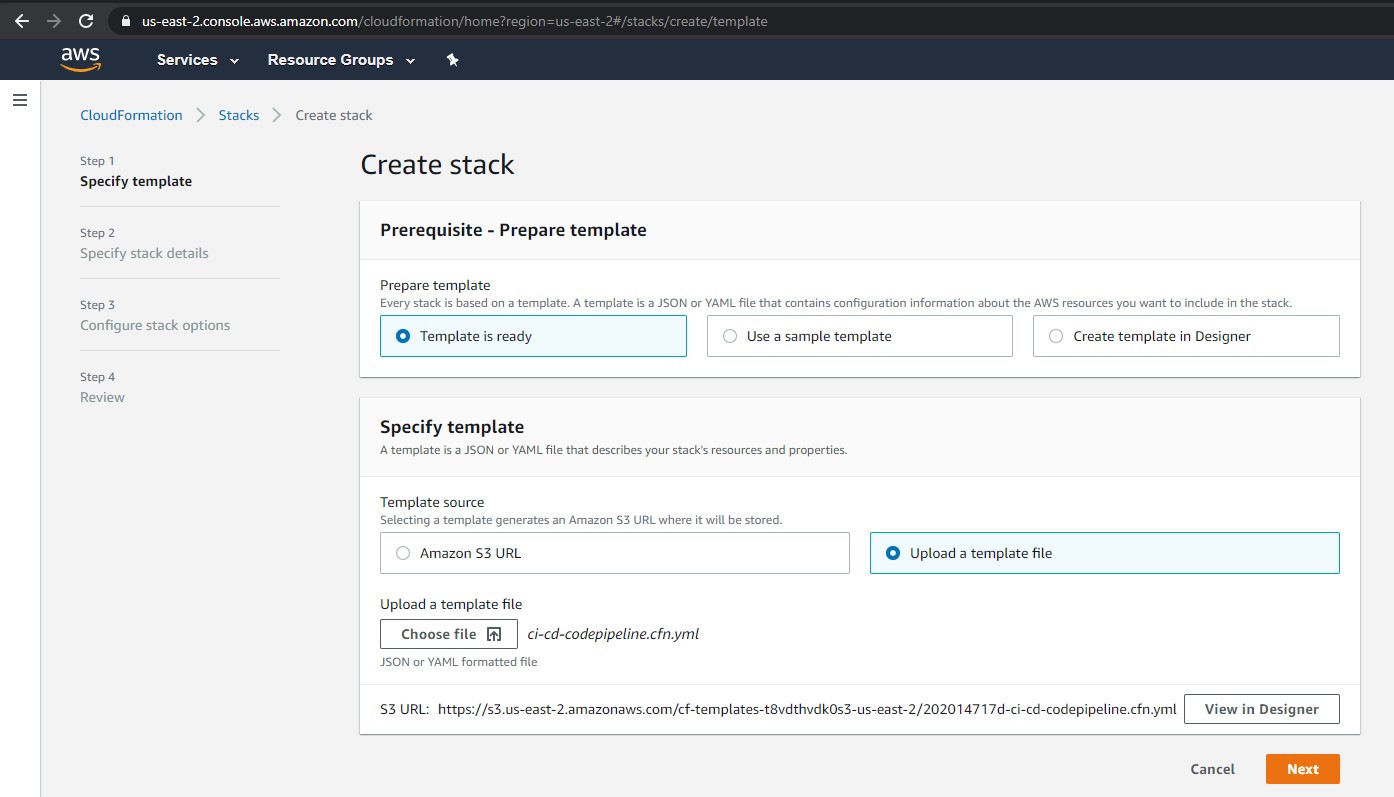 us-east-2.console.aws.amazon.com/cloudformation/home?region=us-east-2#/stacks/create/template
aws Services Resource Groups
CloudFormation Stacks Create stack
Step 1
Specify template
Step 2
Specify stack details
Step 3
Configure stack options
Step 4
Review
Create stack
Prerequisite - Prepare template
Prepare template
Every stack is based on a template. A template is a JSON or YAML file that contains configuration information about the AWS resources you want to include in the stack.
Template is ready Use a sample template Create template in Designer
Specify template
A template is a JSON or YAML file that describes your stack's resources and properties.
Template source
Selecting a template generates an Amazon S3 URL where it will be stored.
Amazon S3 URL Upload a template file
Upload a template file
Choose file ci-cd-codepipeline.cfn.yml
JSON or YAML formatted file
S3 URL: https://s3.us-east-2.amazonaws.com/cf-templates-t8vdthvdk0s3-us-east-2/202014717d-ci-cd-codepipeline.cfn.yml View in Designer
Cancel Next